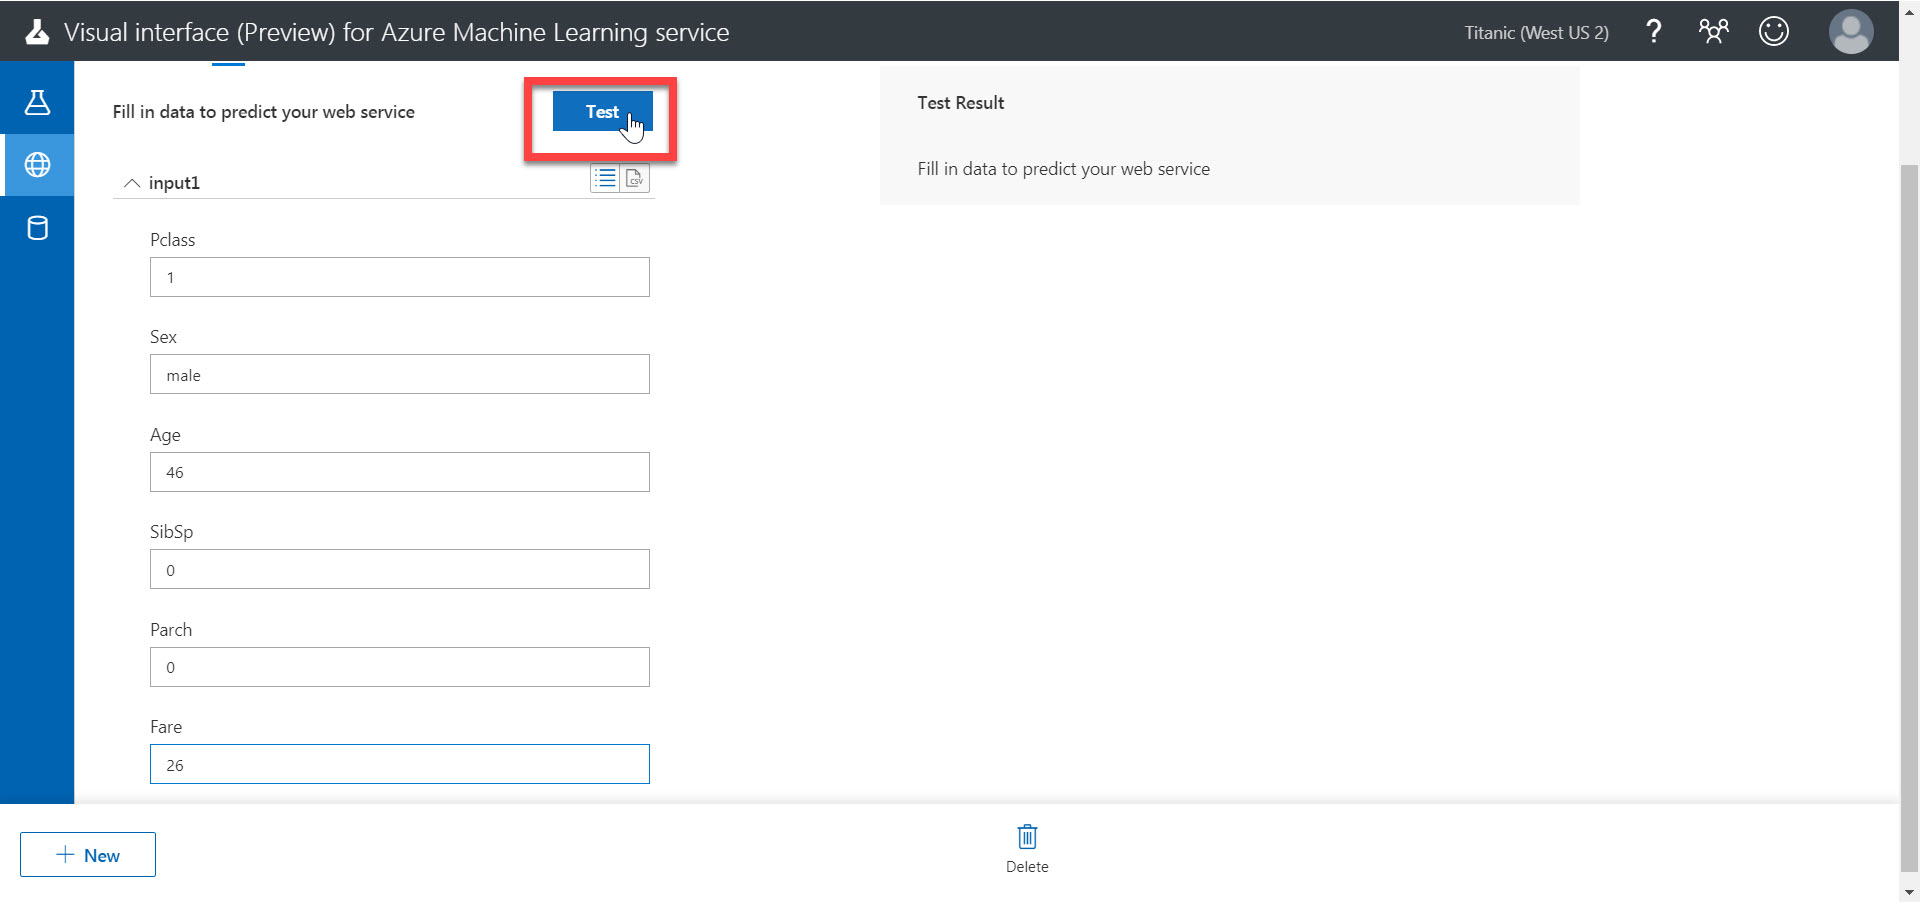 Visual interface (Preview) for Azure Machine Learning service
Titanic (West US 2)
?
Fill in data to predict your web service
Test
input1
CSV
Pclass
1
Sex
male
Age
46
SibSp
0
Parch
0
Fare
26
Test Result
Fill in data to predict your web service
New
Delete